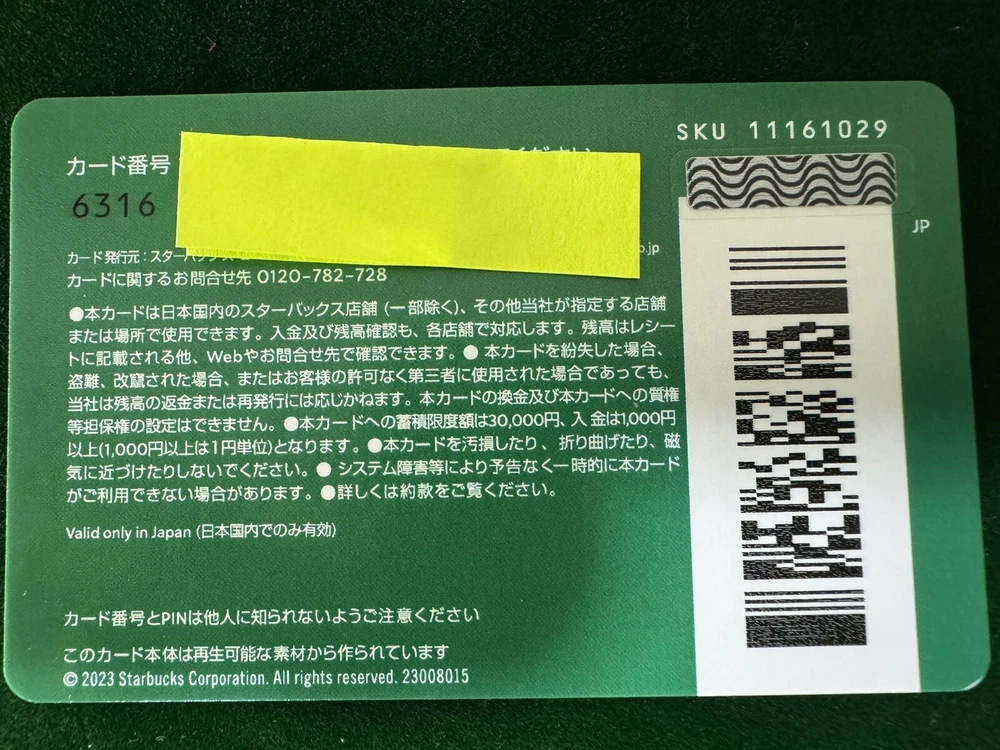 SKU 11161029
カード番号
ください
6316
JP
カード発行元：スターバックス
o.jp
カードに関するお問合せ先 0120-782-728
●本カードは日本国内のスターバックス店舗 (一部除く)、その他当社が指定する店舗
または場所で使用できます。入金及び残高確認も、各店舗で対応します。残高はレシー
トに記載される他、Webやお問合せ先で確認できます。● 本カードを紛失した場合、
盗難、改竄された場合、またはお客様の許可なく第三者に使用された場合であっても、
当社は残高の返金または再発行には応じかねます。本カードの換金及び本カードへの質権
等担保権の設定はできません。●本カードへの蓄積限度額は30,000円、入 金は1,000円
以上(1,000円以上は1円単位)となります。●本カードを汚損したり、折り曲げたり、磁
気に近づけたりしないでください。● システム障害等により予告なく一時的に本カード
がご利用できない場合があります。●詳しくは約款をご覧ください。
Valid only in Japan (日本国内でのみ有効)
カード番号とPINは他人に知られないようご注意ください
このカード本体は再生可能な素材から作られています
© 2023 Starbucks Corporation. All rights reserved. 23008015